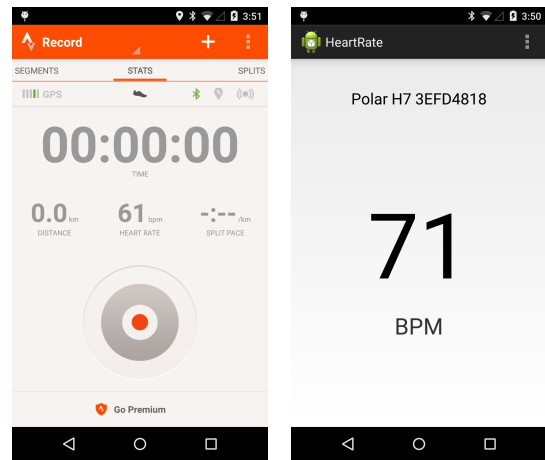 3:51
Record
SEGMENTS STATS SPLITS
GPS
00:00:00
TIME
0.0 km 61 bpm -:-- /km
DISTANCE HEART RATE SPLIT PACE
Go Premium
3:50
HeartRate
Polar H7 3EFD4818
71
BPM